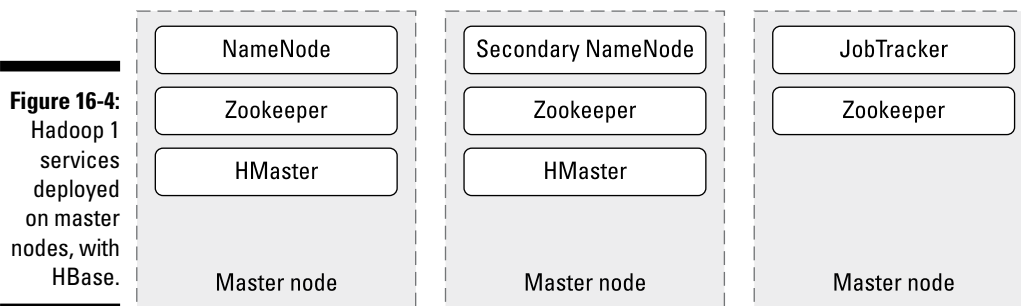 Figure 16-4:
Hadoop 1
services
deployed
on master
nodes, with
HBase.
NameNode
Zookeeper
HMaster
Master node
Secondary NameNode
Zookeeper
HMaster
Master node
JobTracker
Zookeeper
Master node